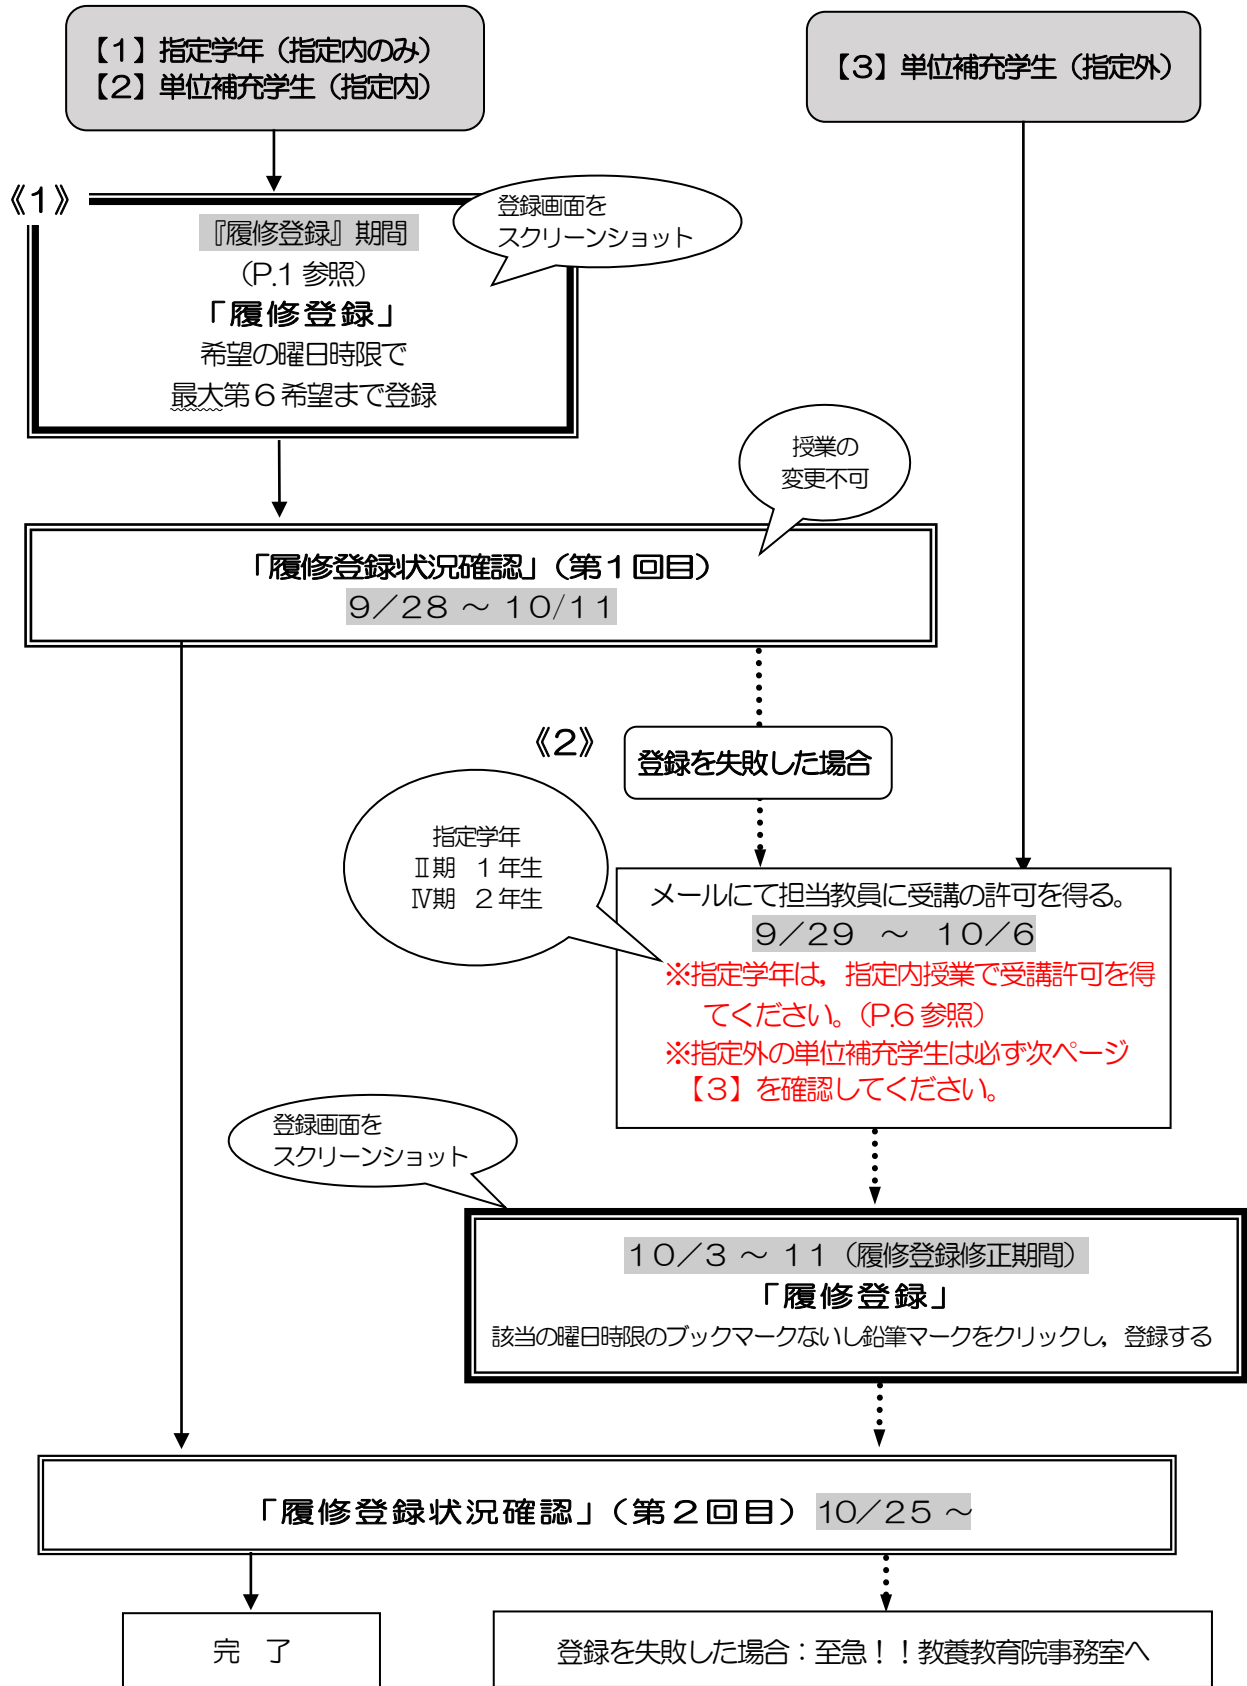 【1】指定学年（指定内のみ）
【2】単位補充学生（指定内）
【3】単位補充学生（指定外）
《1》
『履修登録』期間
（P.1 参照）
「履修登録」
希望の曜日時限で
最大第６希望まで登録
登録画面を
スクリーンショット
授業の
変更不可
「履修登録状況確認」（第１回目）
９／２８ ～ １０/１１
《2》
登録を失敗した場合
指定学年
Ⅱ期　１年生
Ⅳ期　２年生
メールにて担当教員に受講の許可を得る。
９／２９　～　１０／６
※指定学年は，指定内授業で受講許可を得
てください。（P.6 参照）
※指定外の単位補充学生は必ず次ページ
【3】を確認してください。
登録画面を
スクリーンショット
１０／３ ～ １１（履修登録修正期間）
「履修登録」
該当の曜日時限のブックマークないし鉛筆マークをクリックし，登録する
「履修登録状況確認」（第２回目）10／25 ～
完　了
登録を失敗した場合：至急！！教養教育院事務室へ